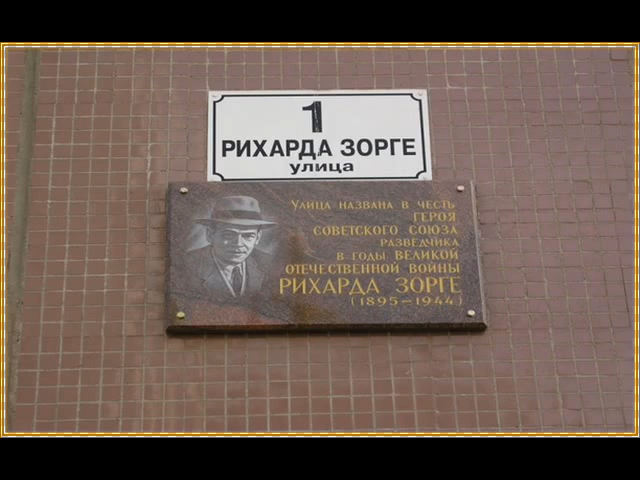 1
РИХАРДА ЗОРГЕ
улица
УЛИЦА НАЗВАНА В ЧЕСТЬ
ГЕРОЯ
СОВЕТСКОГО СОЮЗА
РАЗВЕДЧИКА
В ГОДЫ ВЕЛИКОЙ
ОТЕЧЕСТВЕННОЙ ВОЙНЫ
РИХАРДА ЗОРГЕ
(1895–1944)